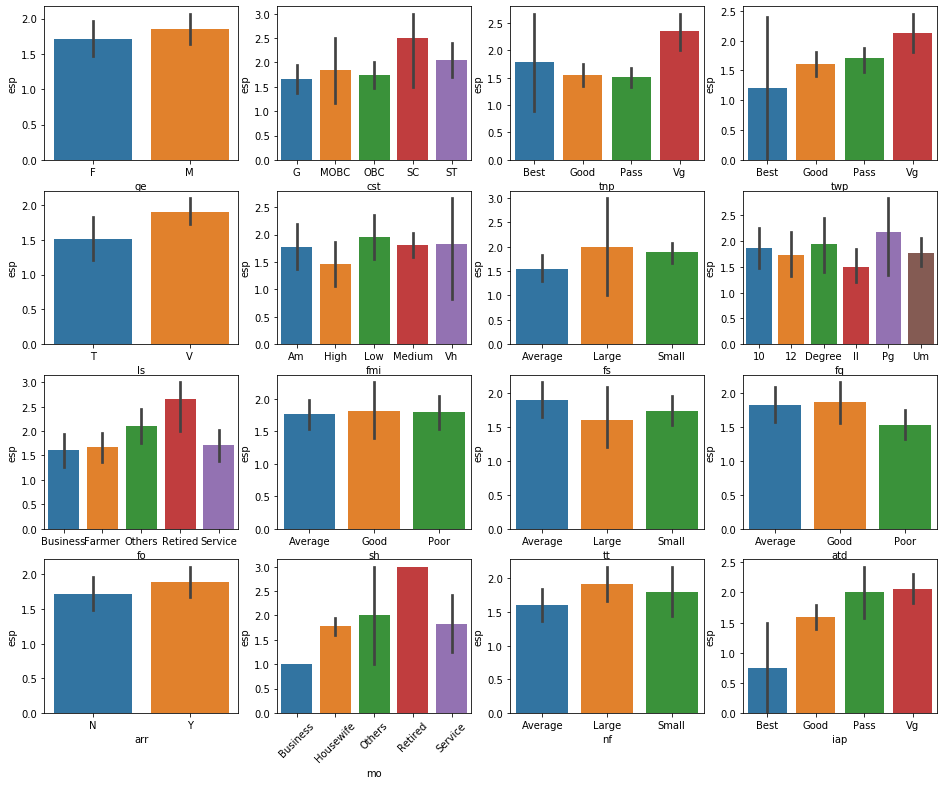 2.0
1.5
1.0
0.5
0.0
esp
F M
ge
3.0
2.5
2.0
1.5
1.0
0.5
0.0
esp
G MOBC OBC SC ST
cst
2.5
2.0
1.5
1.0
0.5
0.0
esp
Best Good Pass Vg
tnp
2.5
2.0
1.5
1.0
0.5
0.0
esp
Best Good Pass Vg
twp
2.0
1.5
1.0
0.5
0.0
esp
T V
ls
2.5
2.0
1.5
1.0
0.5
0.0
esp
Am High Low Medium Vh
fmi
3.0
2.5
2.0
1.5
1.0
0.5
0.0
esp
Average Large Small
fs
2.5
2.0
1.5
1.0
0.5
0.0
esp
10 12 Degree Il Pg Um
fq
3.0
2.5
2.0
1.5
1.0
0.5
0.0
esp
Business Farmer Others Retired Service
fo
2.0
1.5
1.0
0.5
0.0
esp
Average Good Poor
sh
2.0
1.5
1.0
0.5
0.0
esp
Average Large Small
tt
2.0
1.5
1.0
0.5
0.0
esp
Average Good Poor
atd
2.0
1.5
1.0
0.5
0.0
esp
N Y
arr
3.0
2.5
2.0
1.5
1.0
0.5
0.0
esp
Business Housewife Others Retired Service
mo
2.0
1.5
1.0
0.5
0.0
esp
Average Large Small
nf
2.5
2.0
1.5
1.0
0.5
0.0
esp
Best Good Pass Vg
iap